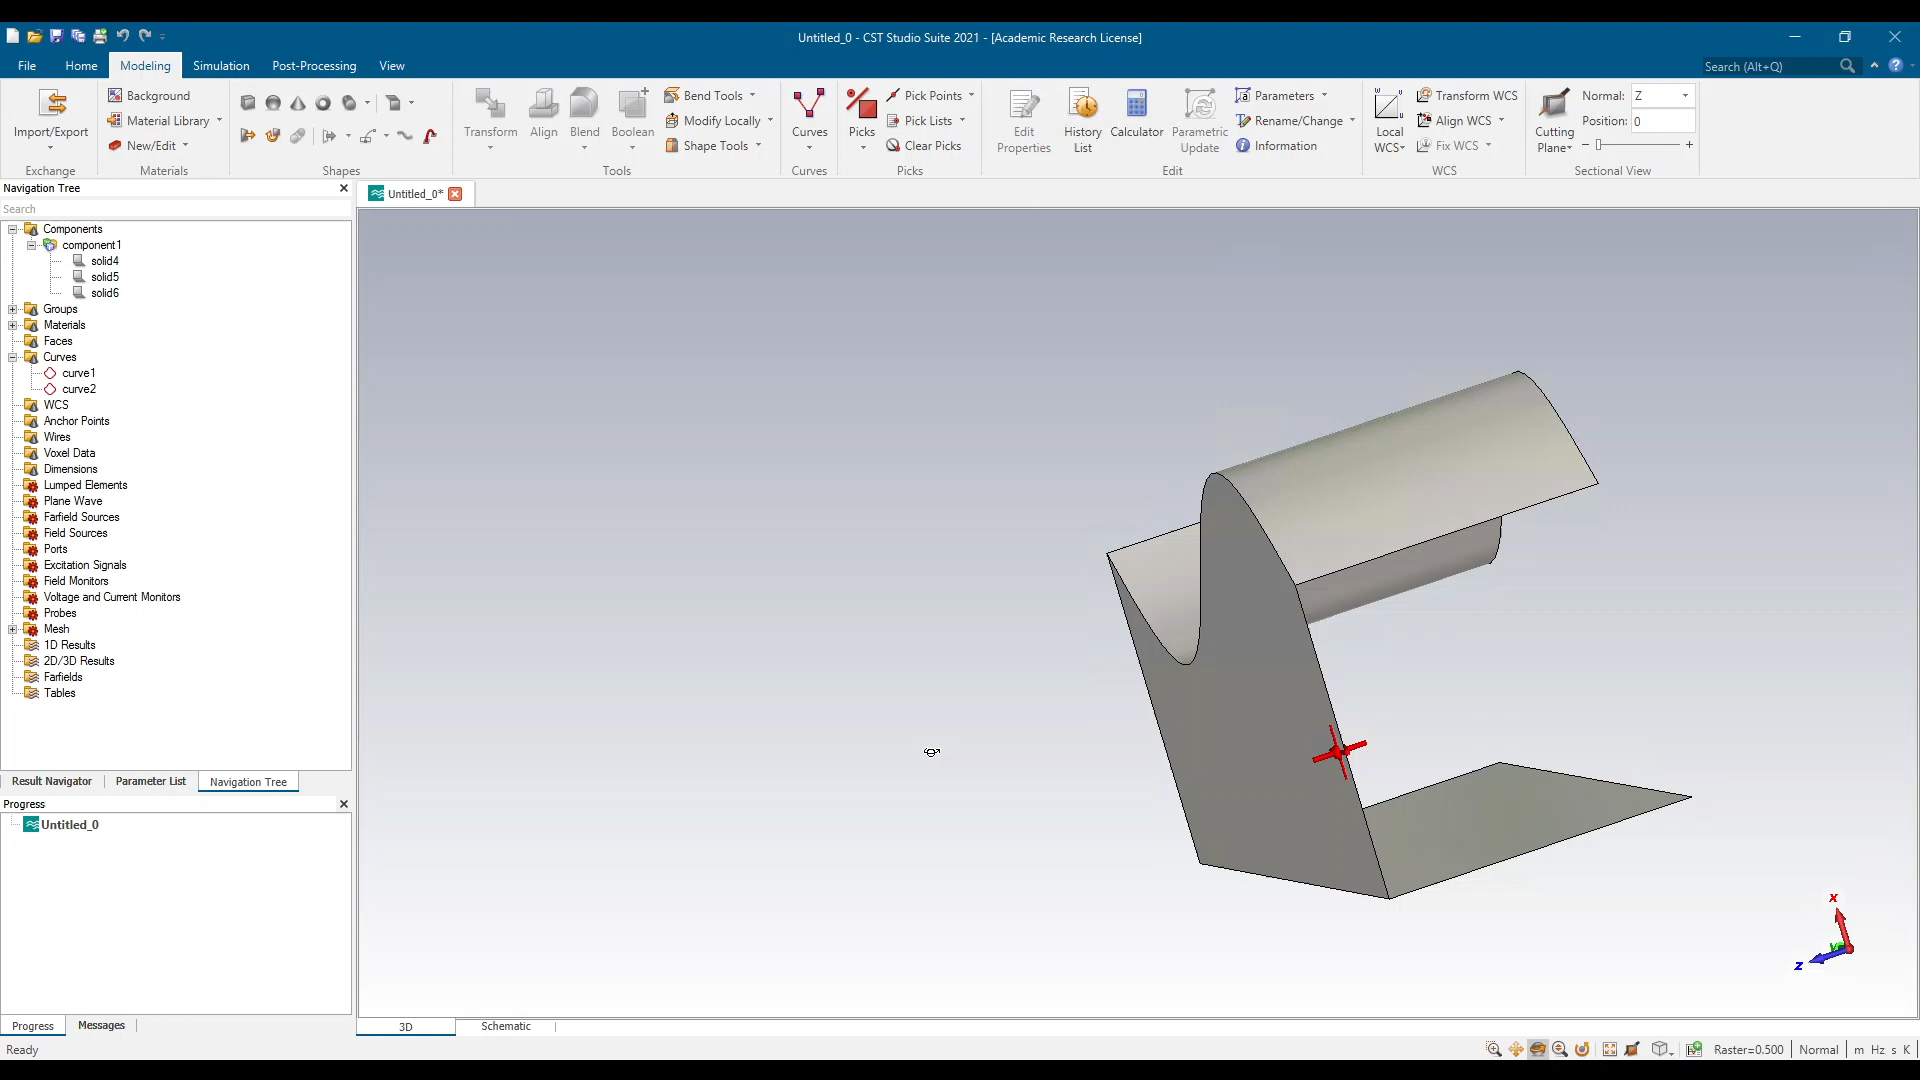 Untitled_0 - CST Studio Suite 2021 - [Academic Research License]
File Home Modeling Simulation Post-Processing View Search (Alt+Q)
Import/Export
Exchange
Background
Material Library
New/Edit
Materials
Shapes
Transform
Align
Blend
Boolean
Bend Tools
Modify Locally
Shape Tools
Tools
Curves
Curves
Picks
Pick Points
Pick Lists
Clear Picks
Picks
Edit
Properties
History
List
Calculator
Parametric
Update
Parameters
Rename/Change
Information
Edit
w v
u
Local
WCS
Transform WCS
Align WCS
Fix WCS
WCS
Cutting
Plane
Normal: Z
Position: 0
Sectional View
Navigation Tree
Search
Components
component1
solid4
solid5
solid6
Groups
Materials
Faces
Curves
curve1
curve2
WCS
Anchor Points
Wires
Voxel Data
Dimensions
Lumped Elements
Plane Wave
Farfield Sources
Field Sources
Ports
Excitation Signals
Field Monitors
Voltage and Current Monitors
Probes
Mesh
1D Results
2D/3D Results
Farfields
Tables
Result Navigator Parameter List Navigation Tree
Progress
Untitled_0
Progress Messages
Untitled_0*
x
y
z
3D Schematic
Ready
Raster=0.500 Normal m Hz s K